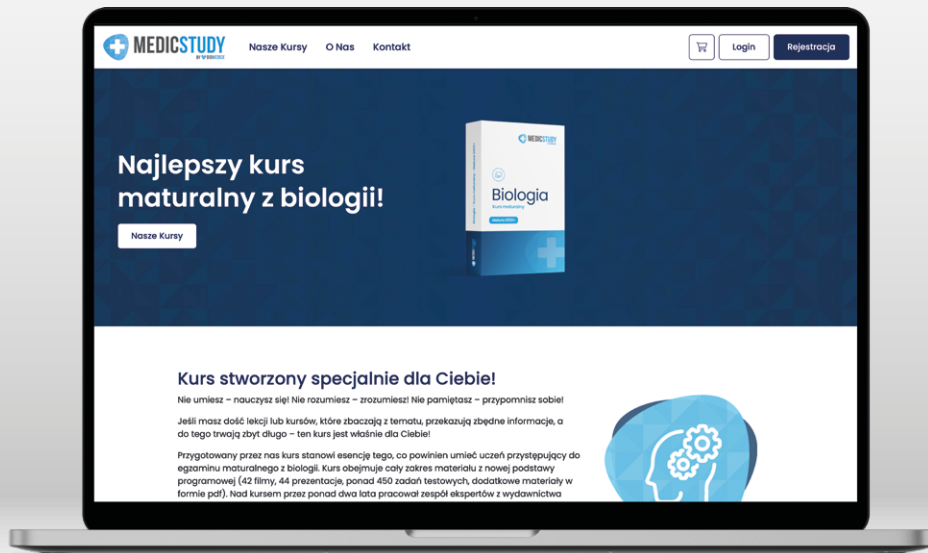 MEDICSTUDY
Nasze Kursy O Nas Kontakt
Login Rejestracja
Najlepszy kurs
maturalny z biologii!
Nasze Kursy
MEDICSTUDY
Biologia
Kurs maturalny
Kurs stworzony specjalnie dla Ciebie!
Nie umiesz – nauczysz się! Nie rozumiesz – zrozumiesz! Nie pamiętasz – przypomnisz sobie!
Jeśli masz dość lekcji lub kursów, które zbaczają z tematu, przekazują zbędne informacje, a
do tego trwają zbyt długo – ten kurs jest właśnie dla Ciebie!
Przygotowany przez nas kurs stanowi esencję tego, co powinien umieć uczeń przystępujący do
egzaminu maturalnego z biologii. Kurs obejmuje cały zakres materiału z nowej podstawy
programowej (42 filmy, 44 prezentacje, ponad 450 zadań testowych, dodatkowe materiały w
formie pdf). Nad kursem przez ponad dwa lata pracował zespół ekspertów z wydawnictwa